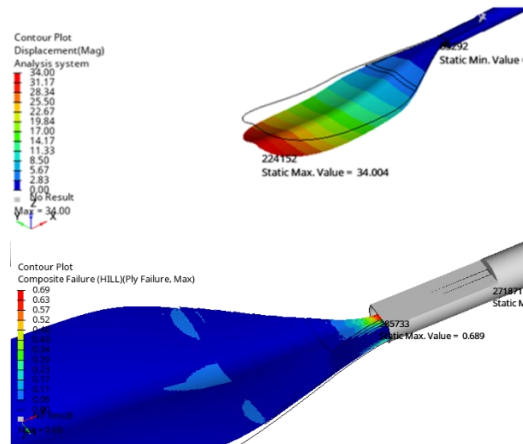 Contour Plot
Displacement(Mag)
Analysis system
34.00
31.17
28.34
25.50
22.67
19.84
17.00
14.17
11.33
8.50
5.67
2.83
0.00
No Result
Max = 34.00
Z
Y X
X
Static Min. Value =
224152
Static Max. Value = 34.004
Contour Plot
Composite Failure (HILL)(Ply Failure, Max)
0.69
0.63
0.57
0.52
27187
Static M
Static Max. Value = 0.689